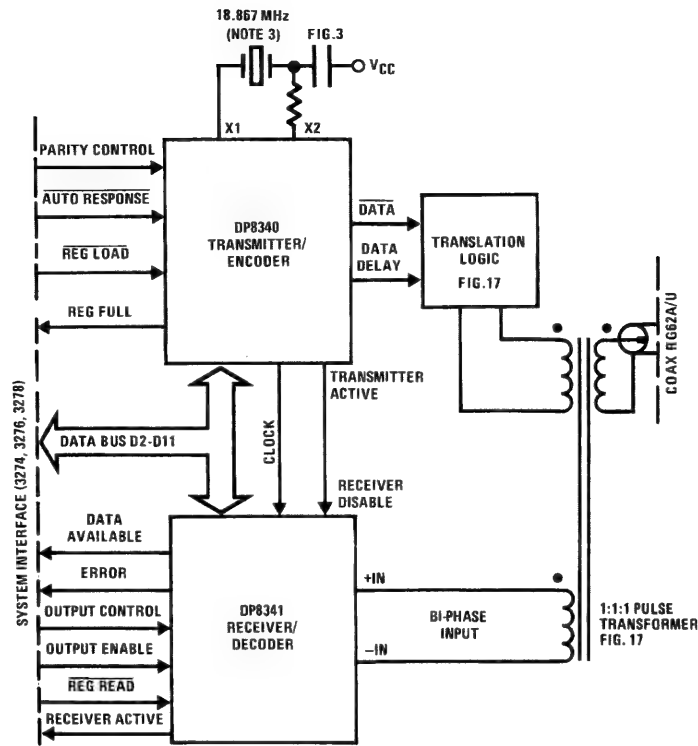 18.867 MHz
(NOTE 3)
FIG.3
VCC
X1
X2
PARITY CONTROL
AUTO RESPONSE
REG LOAD
REG FULL
DP8340
TRANSMITTER/
ENCODER
DATA
DATA
DELAY
TRANSLATION
LOGIC
FIG.17
COAX RG62A/U
TRANSMITTER
ACTIVE
CLOCK
DATA BUS D2-D11
RECEIVER
DISABLE
SYSTEM INTERFACE (3274, 3276, 3278)
DATA
AVAILABLE
ERROR
OUTPUT CONTROL
OUTPUT ENABLE
REG READ
RECEIVER ACTIVE
DP8341
RECEIVER/
DECODER
+IN
BI-PHASE
INPUT
–IN
1:1:1 PULSE
TRANSFORMER
FIG. 17